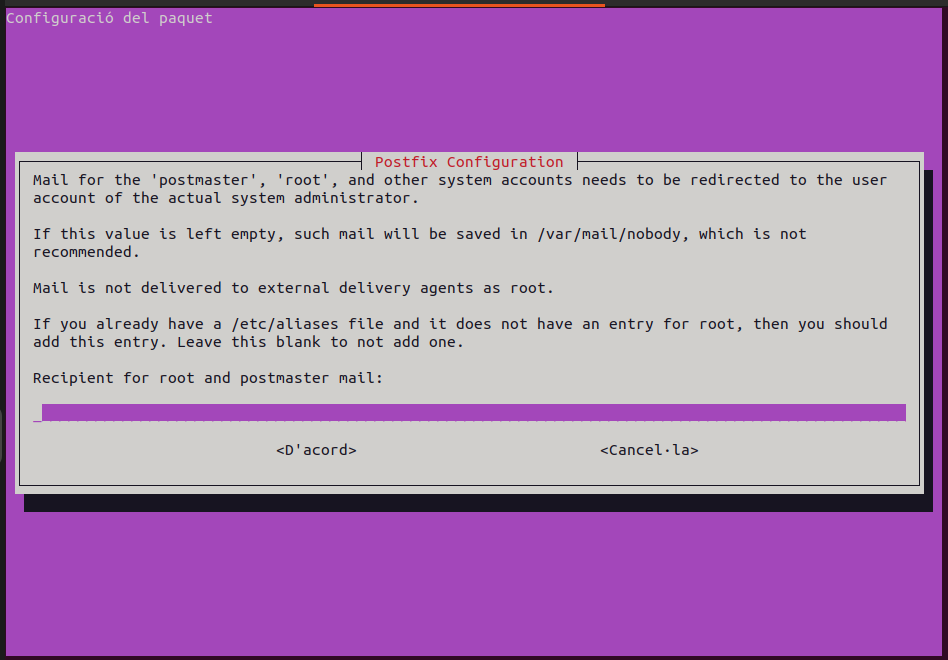 Configuració del paquet
Postfix Configuration
Mail for the 'postmaster', 'root', and other system accounts needs to be redirected to the user
account of the actual system administrator.
If this value is left empty, such mail will be saved in /var/mail/nobody, which is not
recommended.
Mail is not delivered to external delivery agents as root.
If you already have a /etc/aliases file and it does not have an entry for root, then you should
add this entry. Leave this blank to not add one.
Recipient for root and postmaster mail:
<D'acord> <Cancel·la>